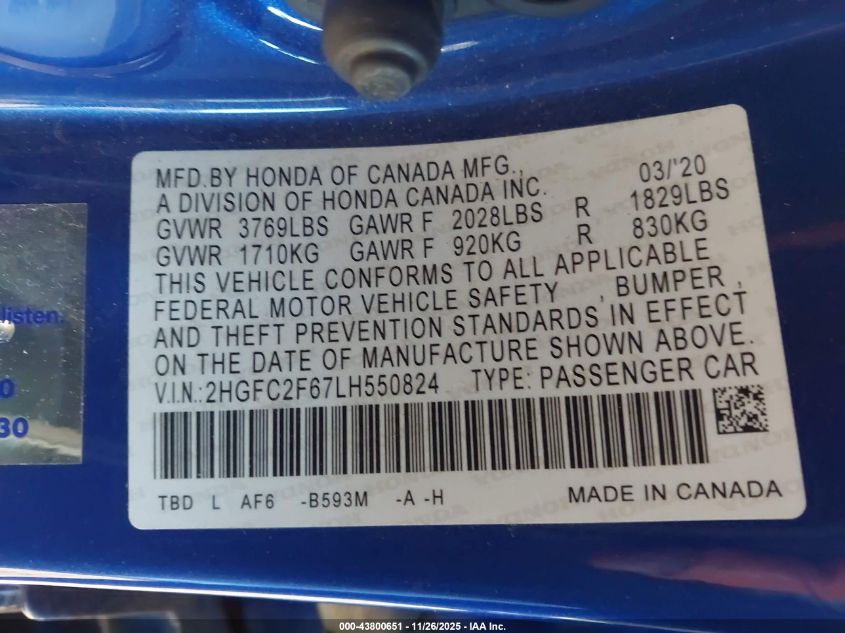 MFD.BY HONDA OF CANADA MFG., 03/'20
A DIVISION OF HONDA CANADA INC.
GVWR 3769LBS GAWR F 2028LBS R 1829LBS
GVWR 1710KG GAWR F 920KG R 830KG
THIS VEHICLE CONFORMS TO ALL APPLICABLE
FEDERAL MOTOR VEHICLE SAFETY , BUMPER ,
AND THEFT PREVENTION STANDARDS IN EFFECT
ON THE DATE OF MANUFACTURE SHOWN ABOVE.
V.I.N.:2HGFC2F67LH550824 TYPE: PASSENGER CAR
TBD L AF6 -B593M -A -H MADE IN CANADA
listen.
0
30
000-43800651 - 11/26/2025 - IAA Inc.